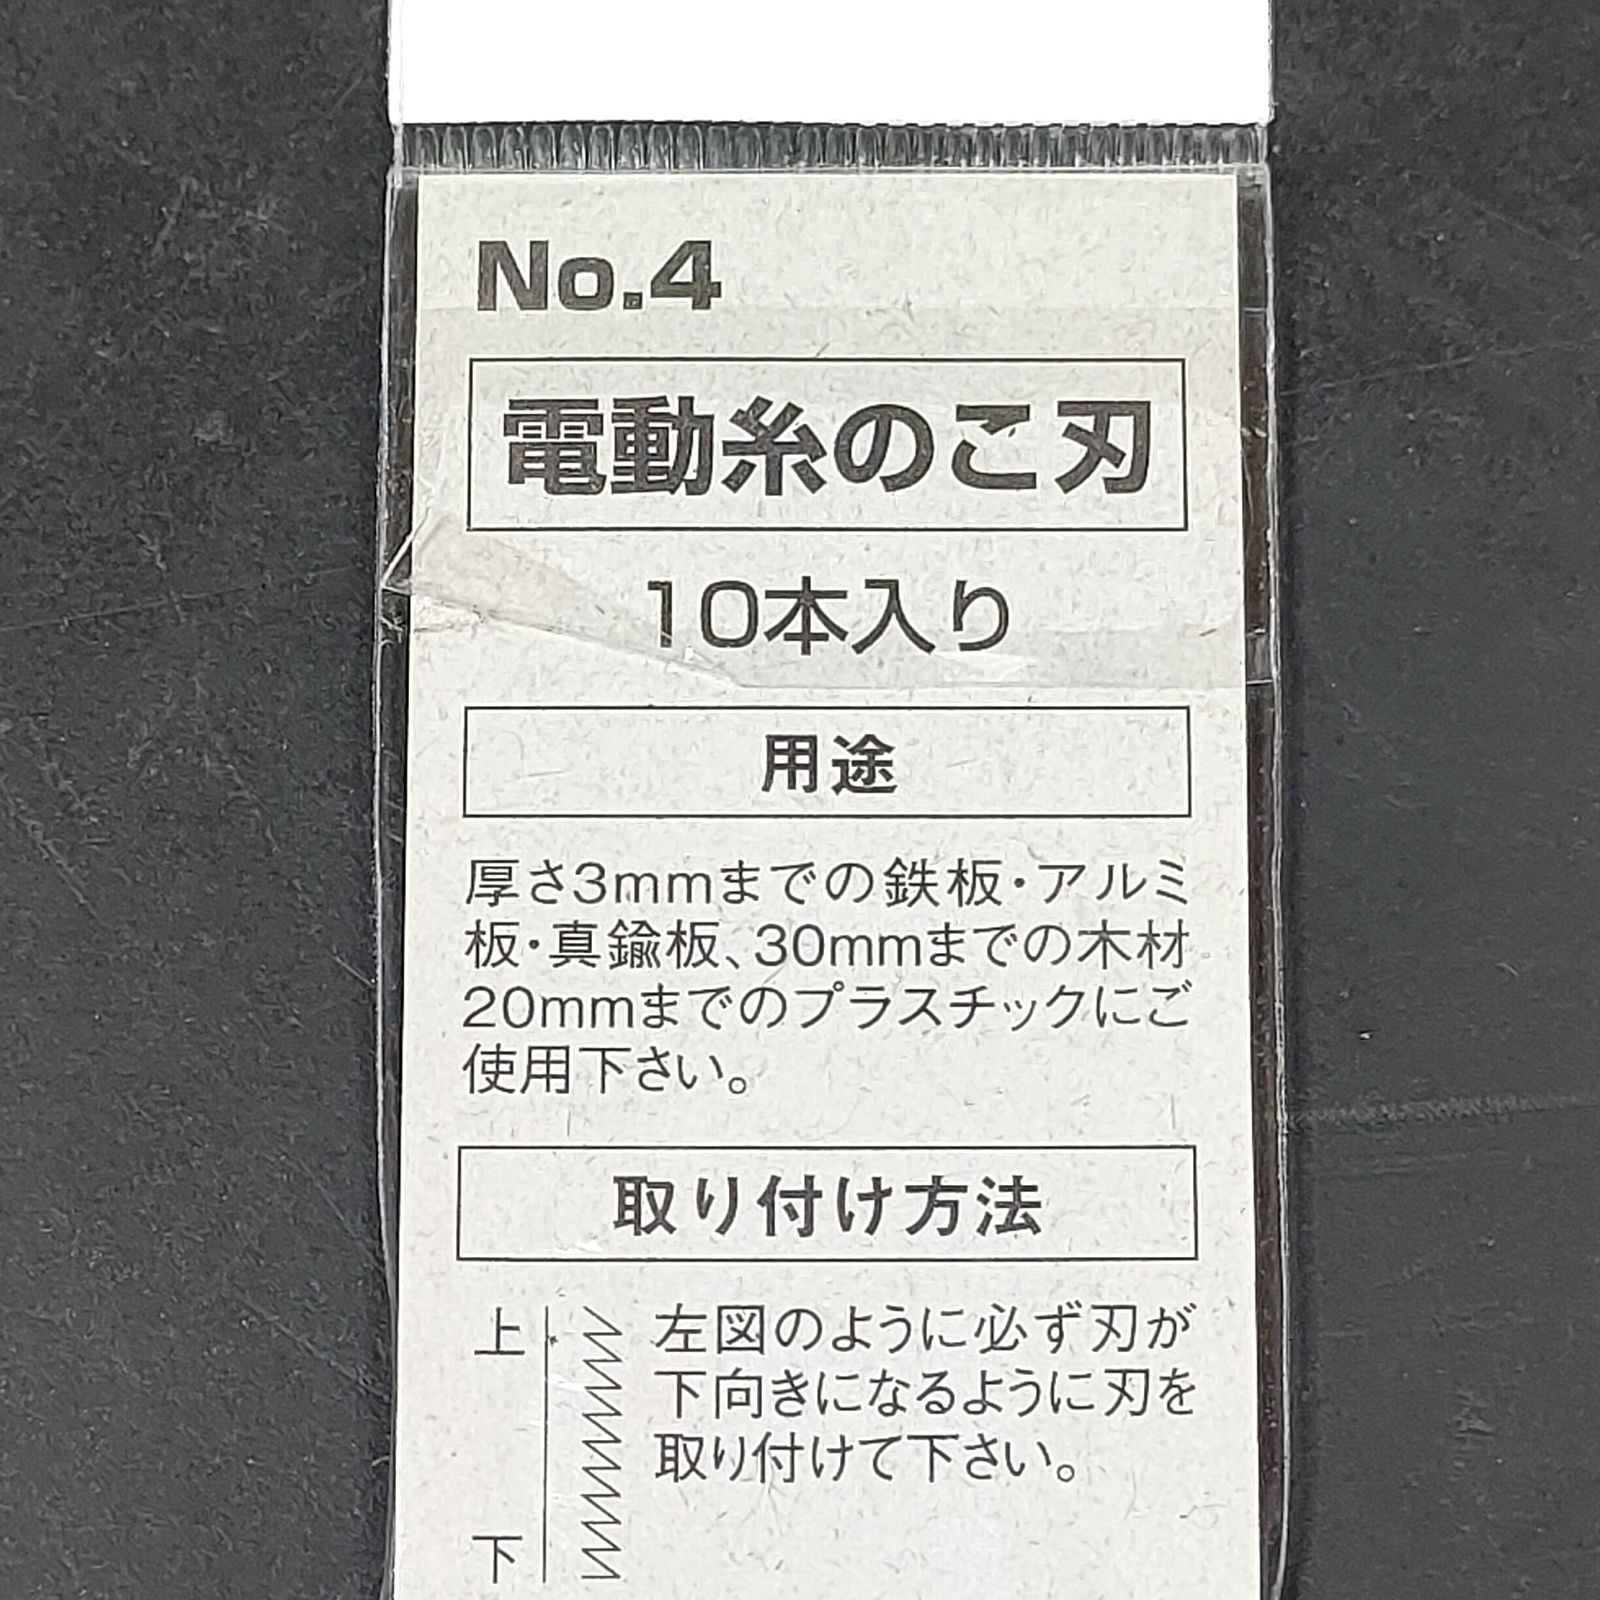 No.4
電動糸のこ刃
10本入り
用途
厚さ3mmまでの鉄板・アルミ
板・真鍮板、30mmまでの木材
20mmまでのプラスチックにご
使用下さい。
取り付け方法
上
左図のように必ず刃が
下向きになるように刃を
取り付けて下さい。
下